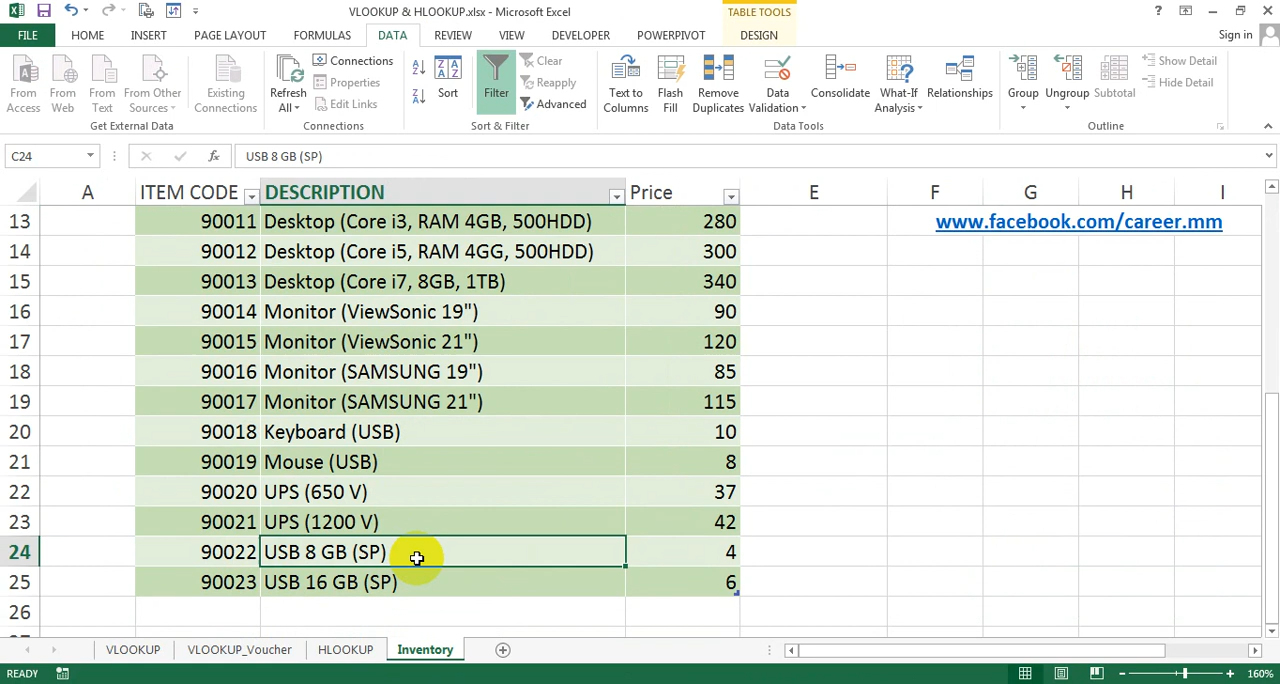 VLOOKUP & HLOOKUP.xlsx - Microsoft Excel
TABLE TOOLS
?
FILE HOME INSERT PAGE LAYOUT FORMULAS DATA REVIEW VIEW DEVELOPER POWERPIVOT DESIGN Sign in
From Access
From Web
From Text
From Other Sources
Existing Connections
Get External Data
Refresh All
Connections
Properties
Edit Links
Connections
Sort
Filter
Clear
Reapply
Advanced
Sort & Filter
Text to Columns
Flash Fill
Remove Duplicates
Data Validation
Consolidate
What-If Analysis
Relationships
Data Tools
Group
Ungroup
Subtotal
Show Detail
Hide Detail
Outline
C24 fx USB 8 GB (SP)
A ITEM CODE DESCRIPTION Price E F G H I
13 90011 Desktop (Core i3, RAM 4GB, 500HDD) 280 www.facebook.com/career.mm
14 90012 Desktop (Core i5, RAM 4GG, 500HDD) 300
15 90013 Desktop (Core i7, 8GB, 1TB) 340
16 90014 Monitor (ViewSonic 19") 90
17 90015 Monitor (ViewSonic 21") 120
18 90016 Monitor (SAMSUNG 19") 85
19 90017 Monitor (SAMSUNG 21") 115
20 90018 Keyboard (USB) 10
21 90019 Mouse (USB) 8
22 90020 UPS (650 V) 37
23 90021 UPS (1200 V) 42
24 90022 USB 8 GB (SP) 4
25 90023 USB 16 GB (SP) 6
26
VLOOKUP VLOOKUP_Voucher HLOOKUP Inventory
READY 160%